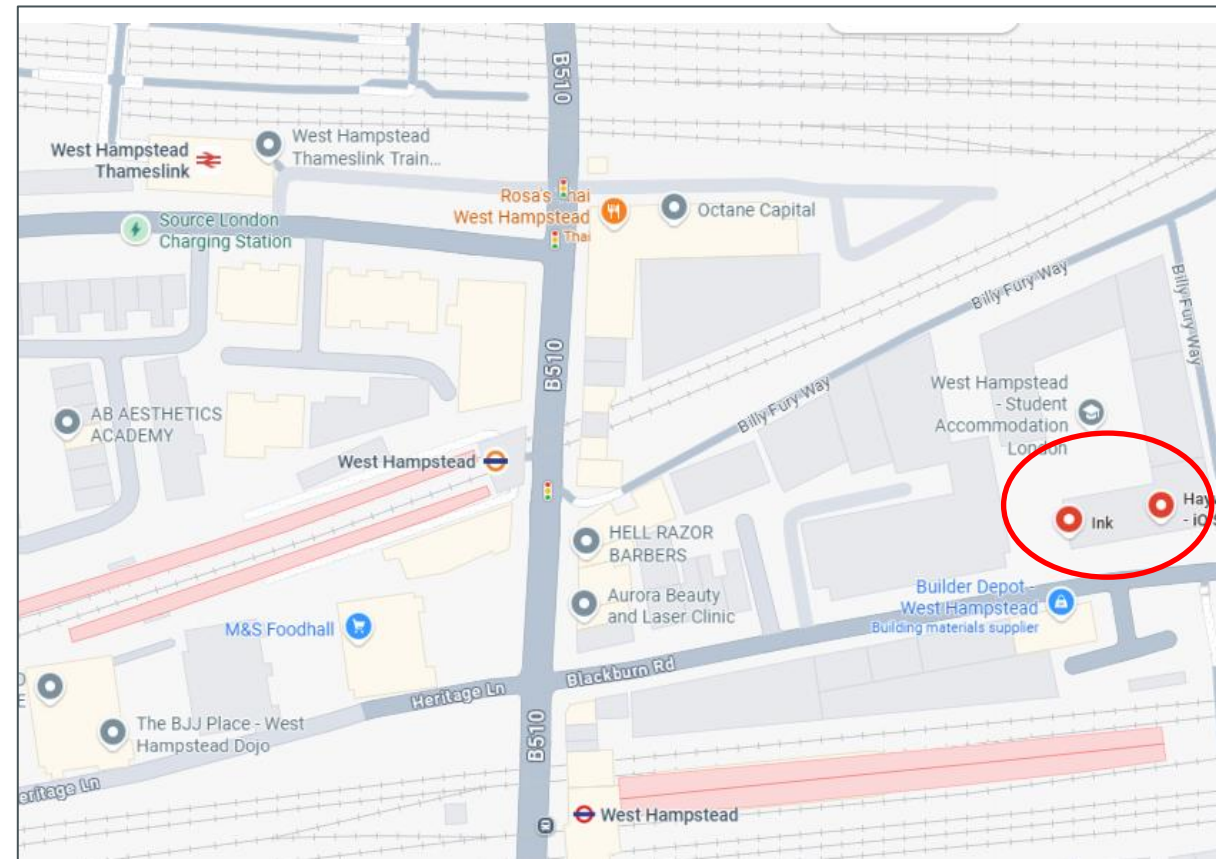 B510
West Hampstead
Thameslink
West Hampstead
Thameslink Train...
Source London
Charging Station
Rosa's Thai
West Hampstead
Thai
Octane Capital
Billy Fury Way
Billy Fury Way
B510
AB AESTHETICS
ACADEMY
West Hampstead
Billy Fury Way
West Hampstead
- Student
Accommodation
London
Ink
Hay
- iQ S
HELL RAZOR
BARBERS
Aurora Beauty
and Laser Clinic
Builder Depot -
West Hampstead
Building materials supplier
M&S Foodhall
Blackburn Rd
Heritage Ln
The BJJ Place - West
Hampstead Dojo
B510
eritage Ln
West Hampstead